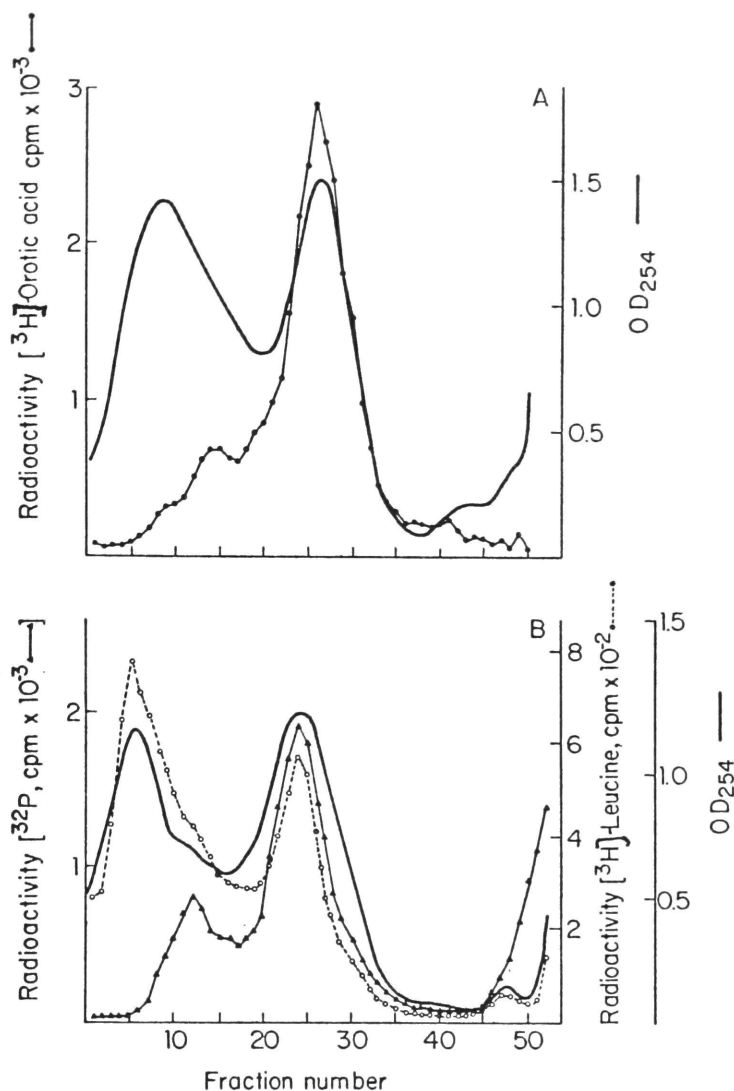 A
Radioactivity [³H]-Orotic acid cpm x 10⁻³
3
2
1
1.5
1.0
0.5
OD₂₅₄
B
Radioactivity [³²P, cpm x 10⁻³]
2
1
8
6
4
2
Radioactivity [³H]-Leucine, cpm x 10⁻²
1.5
1.0
0.5
OD₂₅₄
0 10 20 30 40 50
Fraction number